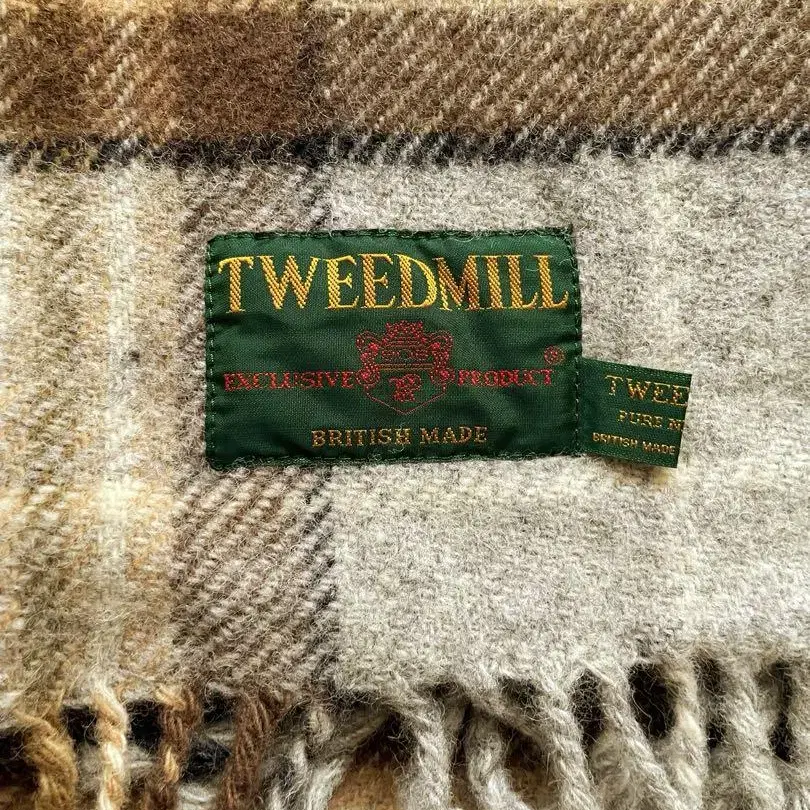 TWEEDMILL
EXCLUSIVE PRODUCT ®
BRITISH MADE
TWEE
PURE N
BRITISH MADE